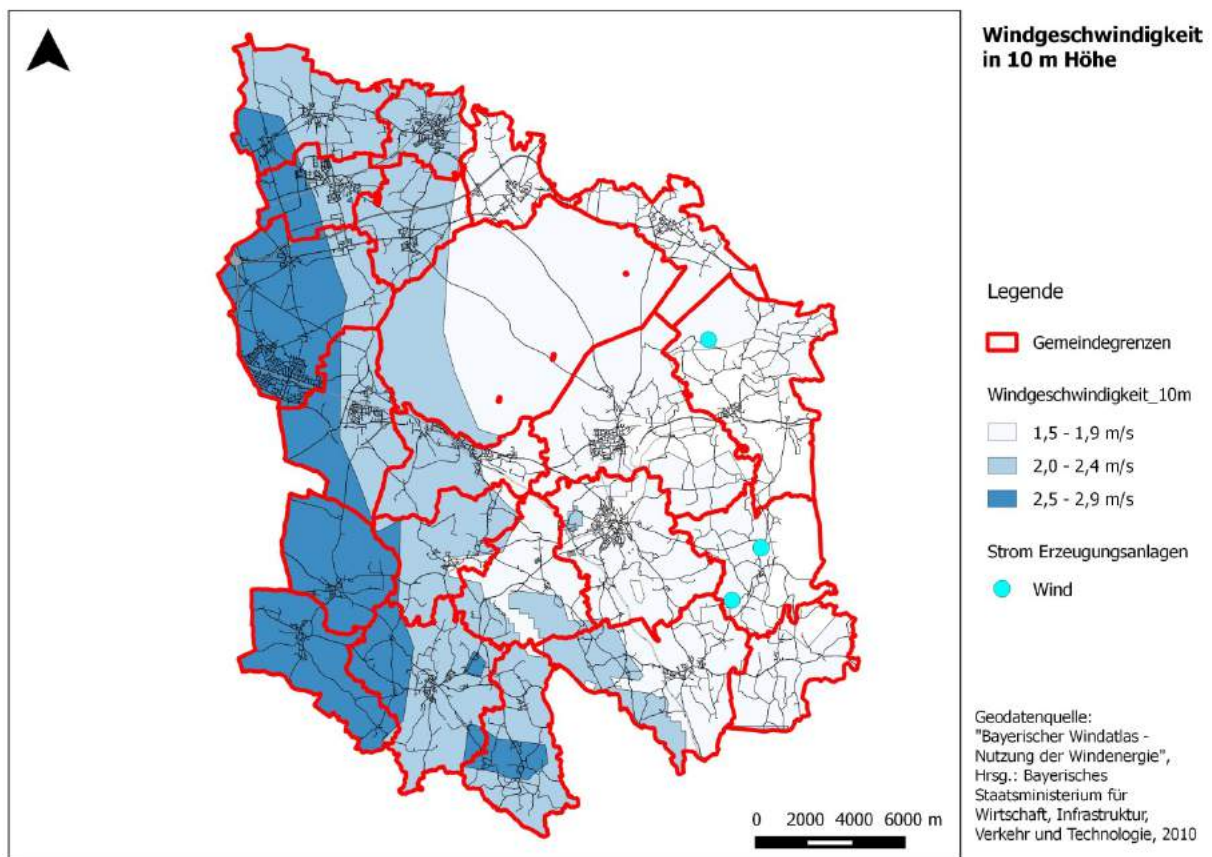 Windgeschwindigkeit
in 10 m Höhe
Legende
Gemeindegrenzen
Windgeschwindigkeit_10m
1,5 - 1,9 m/s
2,0 - 2,4 m/s
2,5 - 2,9 m/s
Strom Erzeugungsanlagen
Wind
Geodatenquelle:
"Bayerischer Windatlas -
Nutzung der Windenergie",
Hrsg.: Bayerisches
Staatsministerium für
Wirtschaft, Infrastruktur,
Verkehr und Technologie, 2010
0 2000 4000 6000 m